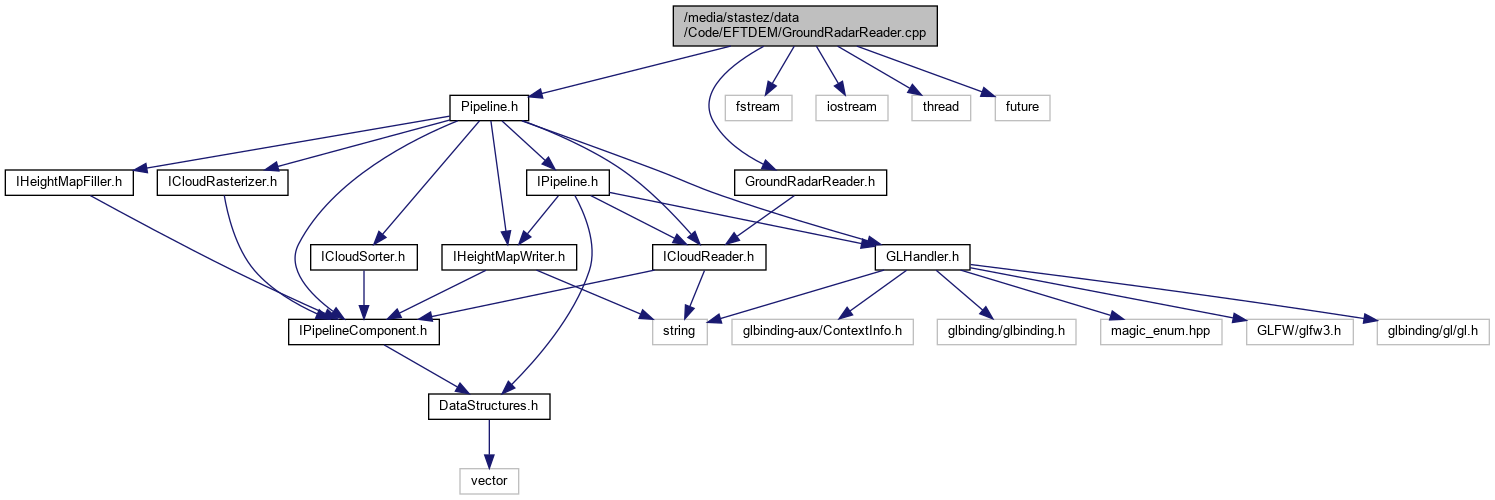 /media/stastez/data
/Code/EFTDEM/GroundRadarReader.cpp
Pipeline.h
fstream
iostream
thread
future
IHeightMapFiller.h
ICloudRasterizer.h
IPipeline.h
GroundRadarReader.h
ICloudSorter.h
IHeightMapWriter.h
ICloudReader.h
GLHandler.h
IPipelineComponent.h
string
glbinding-aux/ContextInfo.h
glbinding/glbinding.h
magic_enum.hpp
GLFW/glfw3.h
glbinding/gl/gl.h
DataStructures.h
vector